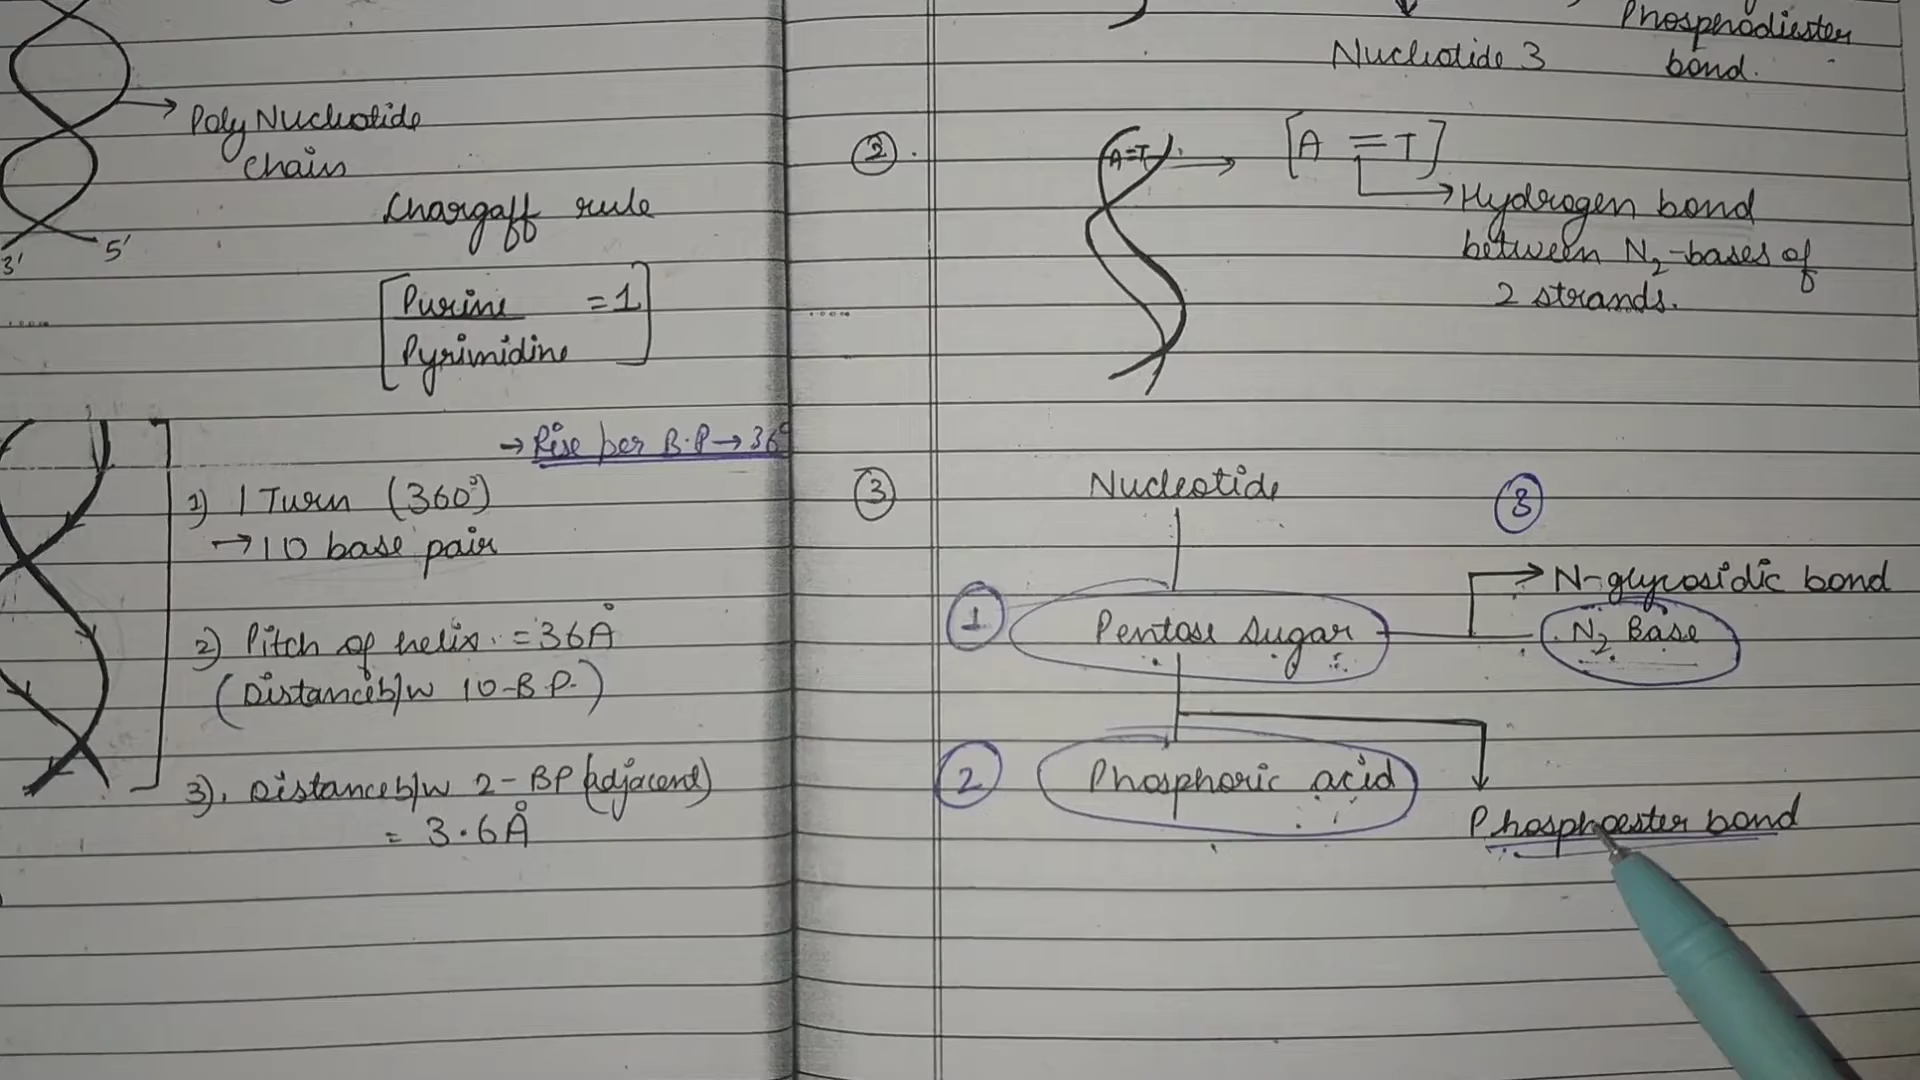 Poly Nucleotide
chain
3'
5'
Chargaff rule
[Purine = 1]
Pyrimidine
→ Rise per B.P → 36°
1) 1 Turn (360°)
→ 10 base pair
2) Pitch of helix = 36Å
(Distance b/w 10-B.P.)
3). Distance b/w 2-BP (adjacent)
= 3.6Å
Nucleotide 3
Phosphodiester
bond.
②.
A=T
[A = T]
Hydrogen bond
between N₂-bases of
2 strands.
③
Nucleotide
③
N-glycosidic bond
① Pentose sugar
N₂ Base
② Phosphoric acid
Phosphoester bond